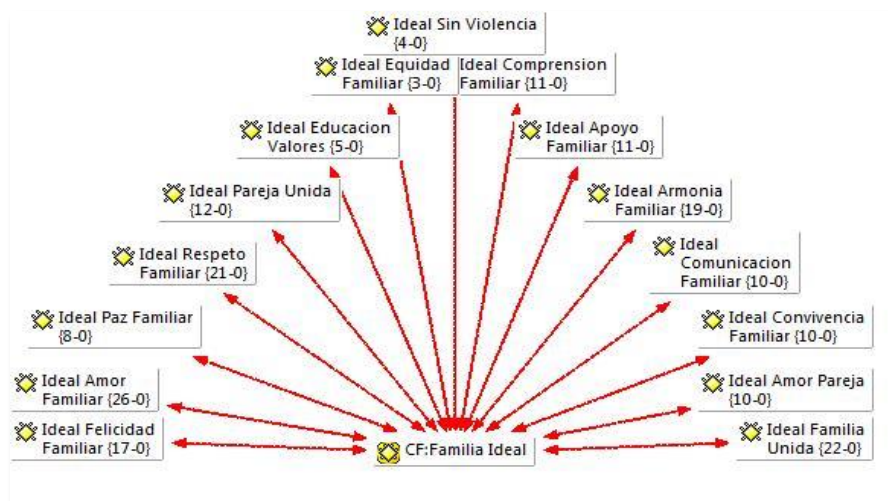 Ideal Sin Violencia
{4-0}
Ideal Equidad
Familiar {3-0}
Ideal Comprension
Familiar {11-0}
Ideal Educacion
Valores {5-0}
Ideal Apoyo
Familiar {11-0}
Ideal Pareja Unida
{12-0}
Ideal Armonia
Familiar {19-0}
Ideal Respeto
Familiar {21-0}
Ideal
Comunicacion
Familiar {10-0}
Ideal Paz Familiar
{8-0}
Ideal Convivencia
Familiar {10-0}
Ideal Amor
Familiar {26-0}
Ideal Amor Pareja
{10-0}
Ideal Felicidad
Familiar {17-0}
CF:Familia Ideal
Ideal Familia
Unida {22-0}